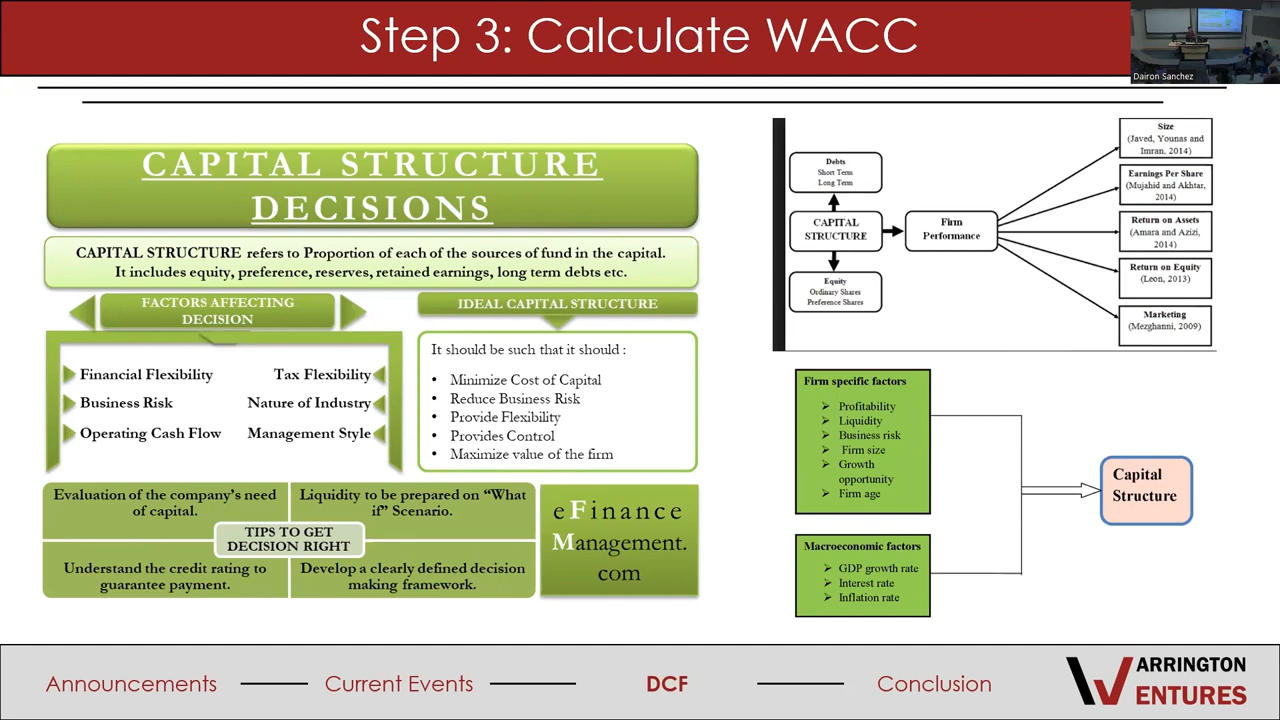 Step 3: Calculate WACC
Dairon Sanchez
CAPITAL STRUCTURE
DECISIONS
CAPITAL STRUCTURE refers to Proportion of each of the sources of fund in the capital.
It includes equity, preference, reserves, retained earnings, long term debts etc.
FACTORS AFFECTING
DECISION
Financial Flexibility
Tax Flexibility
Business Risk
Nature of Industry
Operating Cash Flow
Management Style
IDEAL CAPITAL STRUCTURE
It should be such that it should :
• Minimize Cost of Capital
• Reduce Business Risk
• Provide Flexibility
• Provides Control
• Maximize value of the firm
Evaluation of the company's need
of capital.
Liquidity to be prepared on “What
if” Scenario.
TIPS TO GET
DECISION RIGHT
Understand the credit rating to
guarantee payment.
Develop a clearly defined decision
making framework.
eFinance
Management.
com
Debts
Short Term
Long Term
CAPITAL
STRUCTURE
Equity
Ordinary Shares
Preference Shares
Firm
Performance
Size
(Javed, Younas and
Imran, 2014)
Earnings Per Share
(Mujahid and Akhtar,
2014)
Return on Assets
(Amara and Azizi,
2014)
Return on Equity
(Leon, 2013)
Marketing
(Mezghanni, 2009)
Firm specific factors
Profitability
Liquidity
Business risk
Firm size
Growth
opportunity
Firm age
Macroeconomic factors
GDP growth rate
Interest rate
Inflation rate
Capital
Structure
Announcements
Current Events
DCF
Conclusion
WARRINGTON
VENTURES